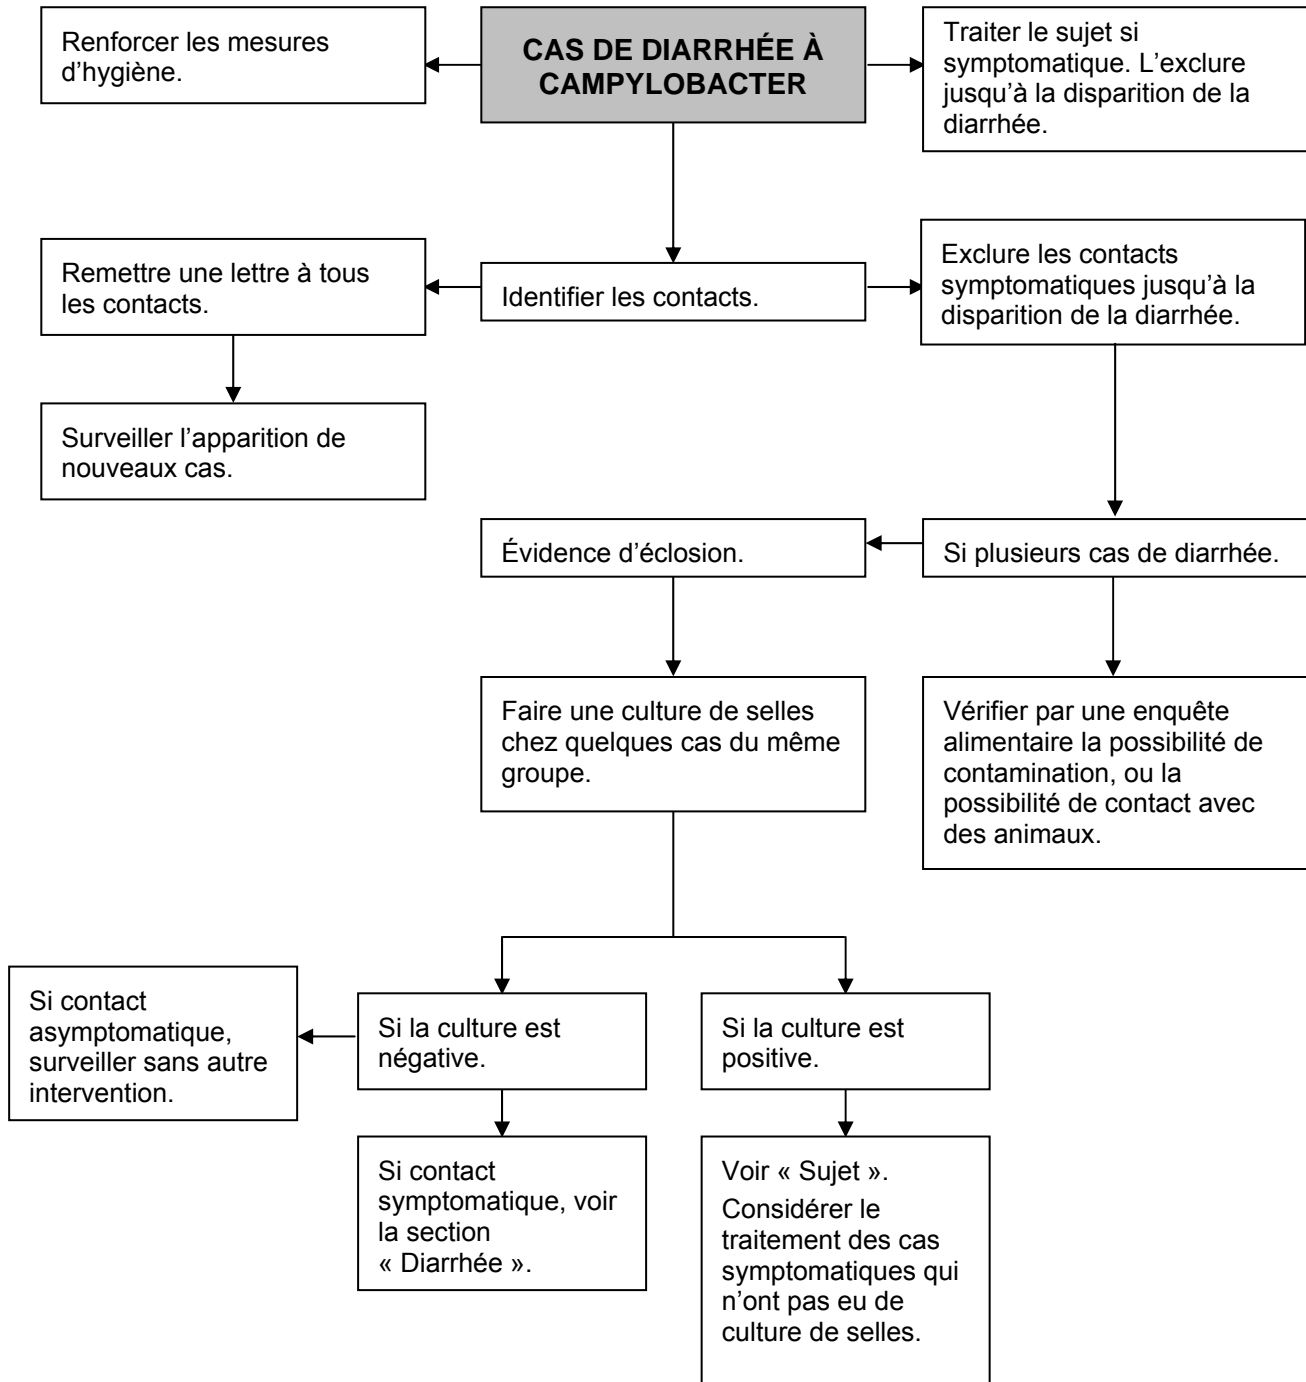 Renforcer les mesures
d’hygiène.
CAS DE DIARRHÉE À
CAMPYLOBACTER
Traiter le sujet si
symptomatique. L’exclure
jusqu’à la disparition de la
diarrhée.
Remettre une lettre à tous
les contacts.
Identifier les contacts.
Exclure les contacts
symptomatiques jusqu’à la
disparition de la diarrhée.
Surveiller l’apparition de
nouveaux cas.
Évidence d’éclosion.
Si plusieurs cas de diarrhée.
Faire une culture de selles
chez quelques cas du même
groupe.
Vérifier par une enquête
alimentaire la possibilité de
contamination, ou la
possibilité de contact avec
des animaux.
Si contact
asymptomatique,
surveiller sans autre
intervention.
Si la culture est
négative.
Si la culture est
positive.
Si contact
symptomatique, voir
la section
« Diarrhée ».
Voir « Sujet ».
Considérer le
traitement des cas
symptomatiques qui
n’ont pas eu de
culture de selles.